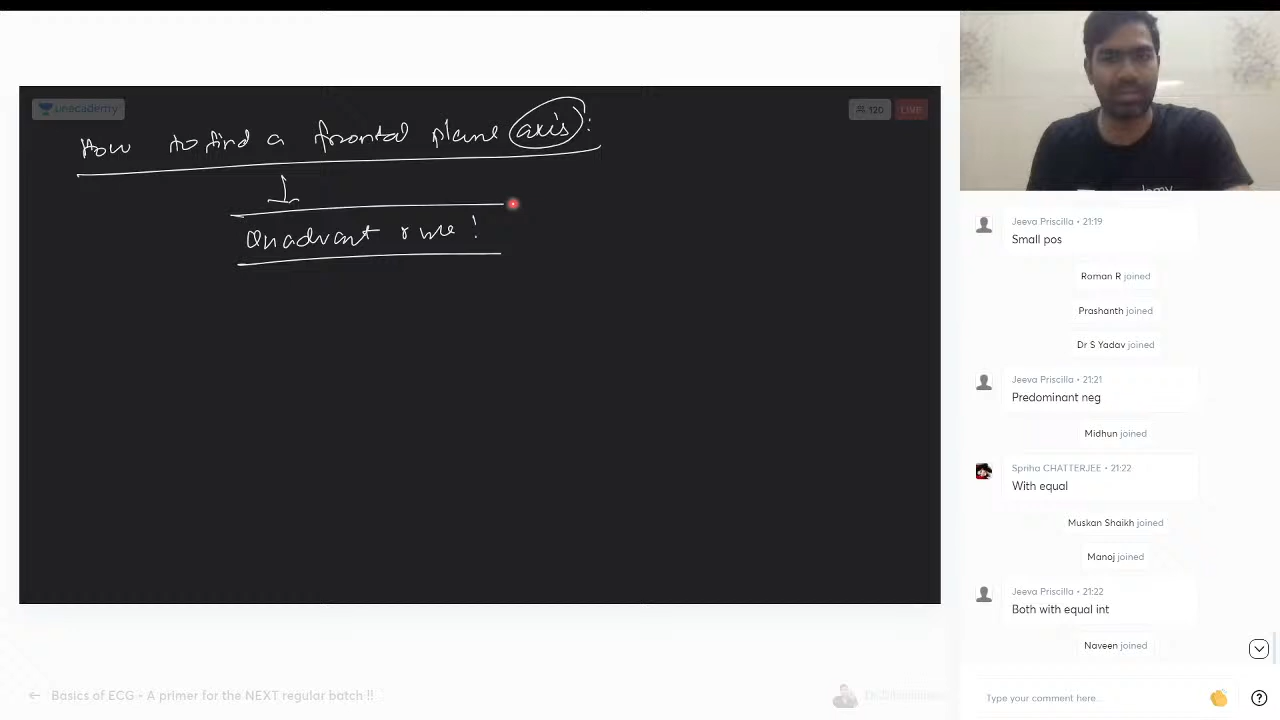 unacademy
120
LIVE
How to find a frontal plane axis:
Quadrant rule!
Jeeva Priscilla • 21:19
Small pos
Roman R joined
Prashanth joined
Dr S Yadav joined
Jeeva Priscilla • 21:21
Predominant neg
Midhun joined
Spriha CHATTERJEE • 21:22
With equal
Muskan Shaikh joined
Manoj joined
Jeeva Priscilla • 21:22
Both with equal int
Naveen joined
← Basics of ECG - A primer for the NEXT regular batch !!
Type your comment here...